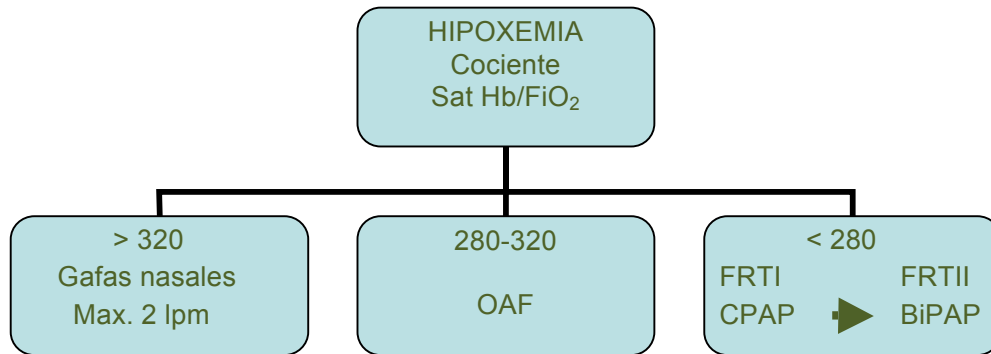 HIPOXEMIA
Cociente
Sat Hb/FiO₂
> 320
Gafas nasales
Max. 2 lpm
280-320
OAF
< 280
FRTI FRTII
CPAP BiPAP